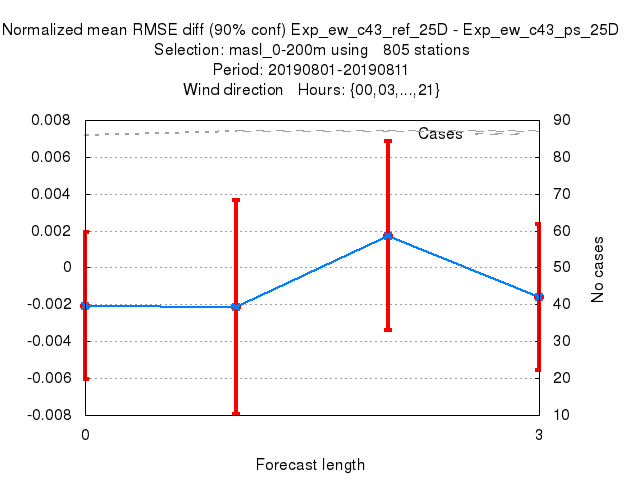 Normalized mean RMSE diff (90% conf) Exp_ew_c43_ref_25D - Exp_ew_c43_ps_25D
Selection: masl_0-200m using   805 stations
Period: 20190801-20190811
Wind direction   Hours: {00,03,...,21}
0.008
0.006
0.004
0.002
0
-0.002
-0.004
-0.006
-0.008
90
80
70
60
50
40
30
20
10
Cases
No cases
0
3
Forecast length